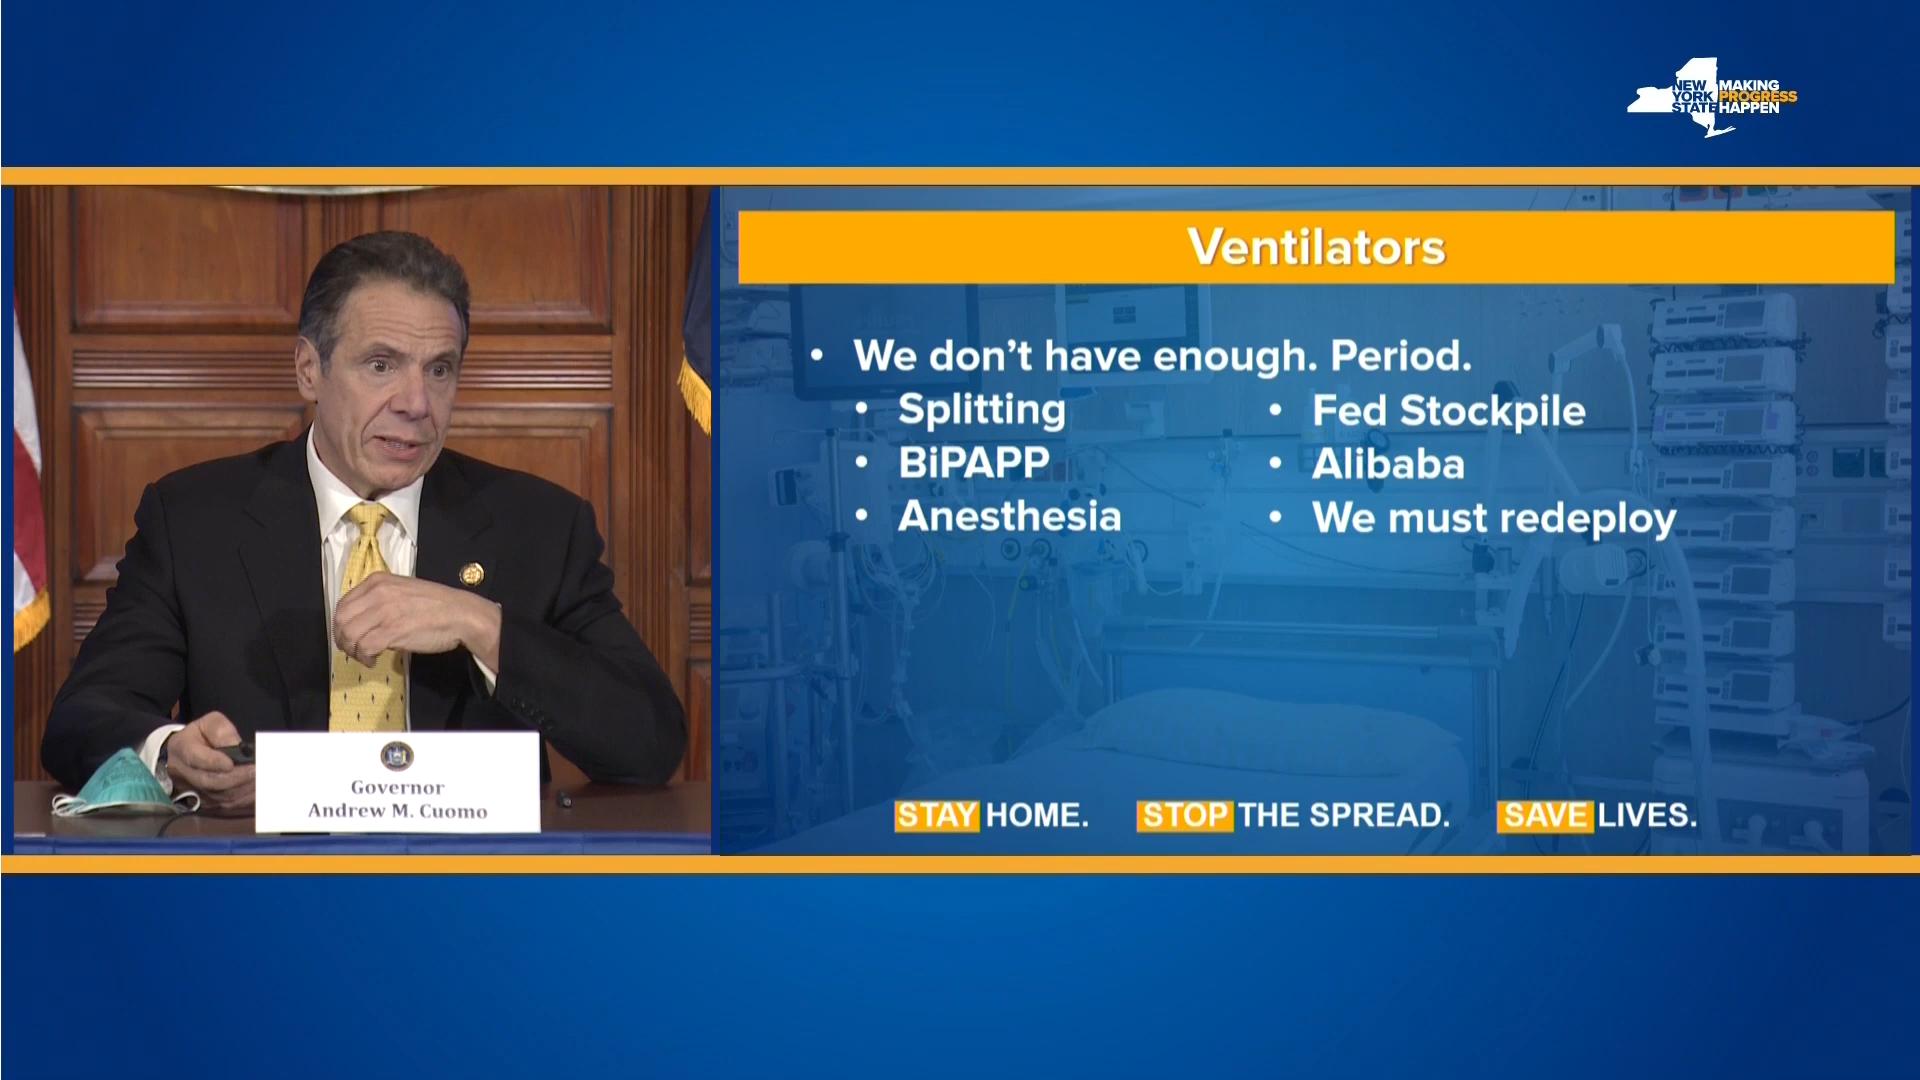 NEW
YORK
STATE
MAKING
PROGRESS
HAPPEN
Ventilators
• We don’t have enough. Period.
• Splitting
• BiPAPP
• Anesthesia
• Fed Stockpile
• Alibaba
• We must redeploy
STAY HOME. STOP THE SPREAD. SAVE LIVES.
Governor
Andrew M. Cuomo